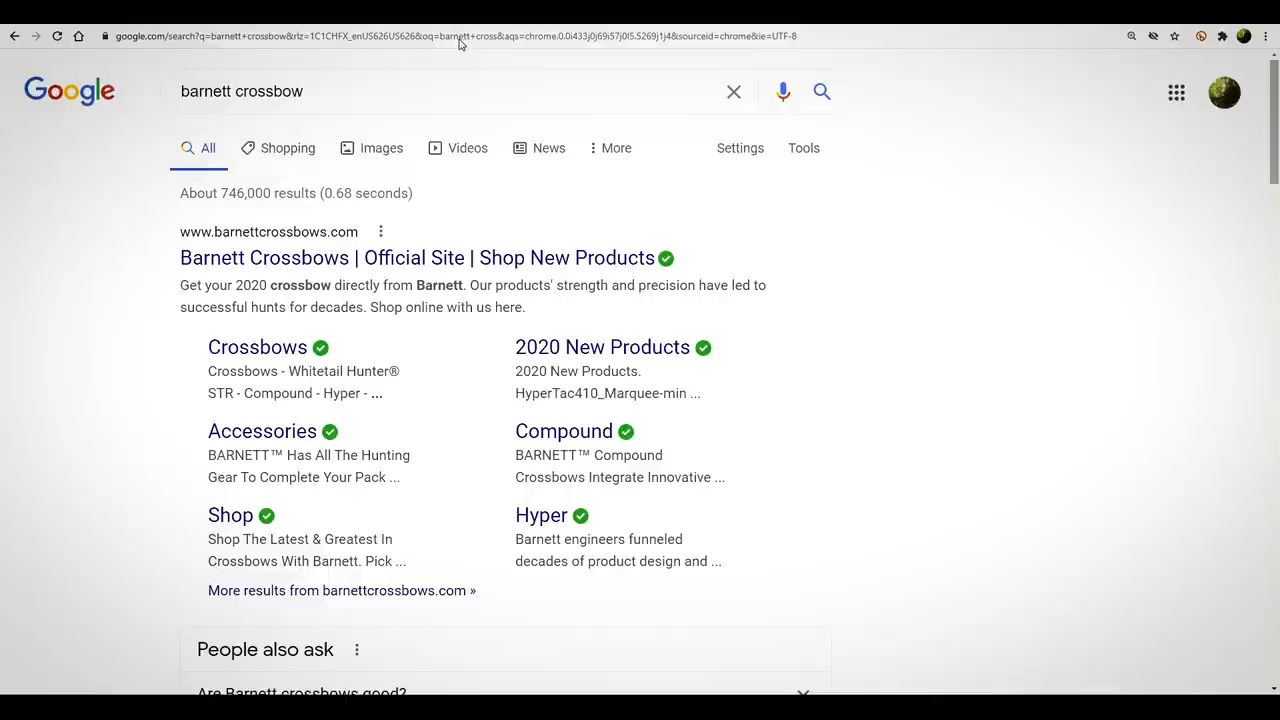 google.com/search?q=barnett+crossbow&rlz=1C1CHFX_enUS626US626&oq=barnett+cross&aqs=chrome.0.0i433j0j69i57j0l5.5269j1j4&sourceid=chrome&ie=UTF-8
Google
barnett crossbow
All Shopping Images Videos News More Settings Tools
About 746,000 results (0.68 seconds)
www.barnettcrossbows.com
Barnett Crossbows | Official Site | Shop New Products
Get your 2020 crossbow directly from Barnett. Our products' strength and precision have led to
successful hunts for decades. Shop online with us here.
Crossbows
Crossbows - Whitetail Hunter®
STR - Compound - Hyper - ...
2020 New Products
2020 New Products.
HyperTac410_Marquee-min ...
Accessories
BARNETT™ Has All The Hunting
Gear To Complete Your Pack ...
Compound
BARNETT™ Compound
Crossbows Integrate Innovative ...
Shop
Shop The Latest & Greatest In
Crossbows With Barnett. Pick ...
Hyper
Barnett engineers funneled
decades of product design and ...
More results from barnettcrossbows.com »
People also ask
Are Barnett crossbows good?